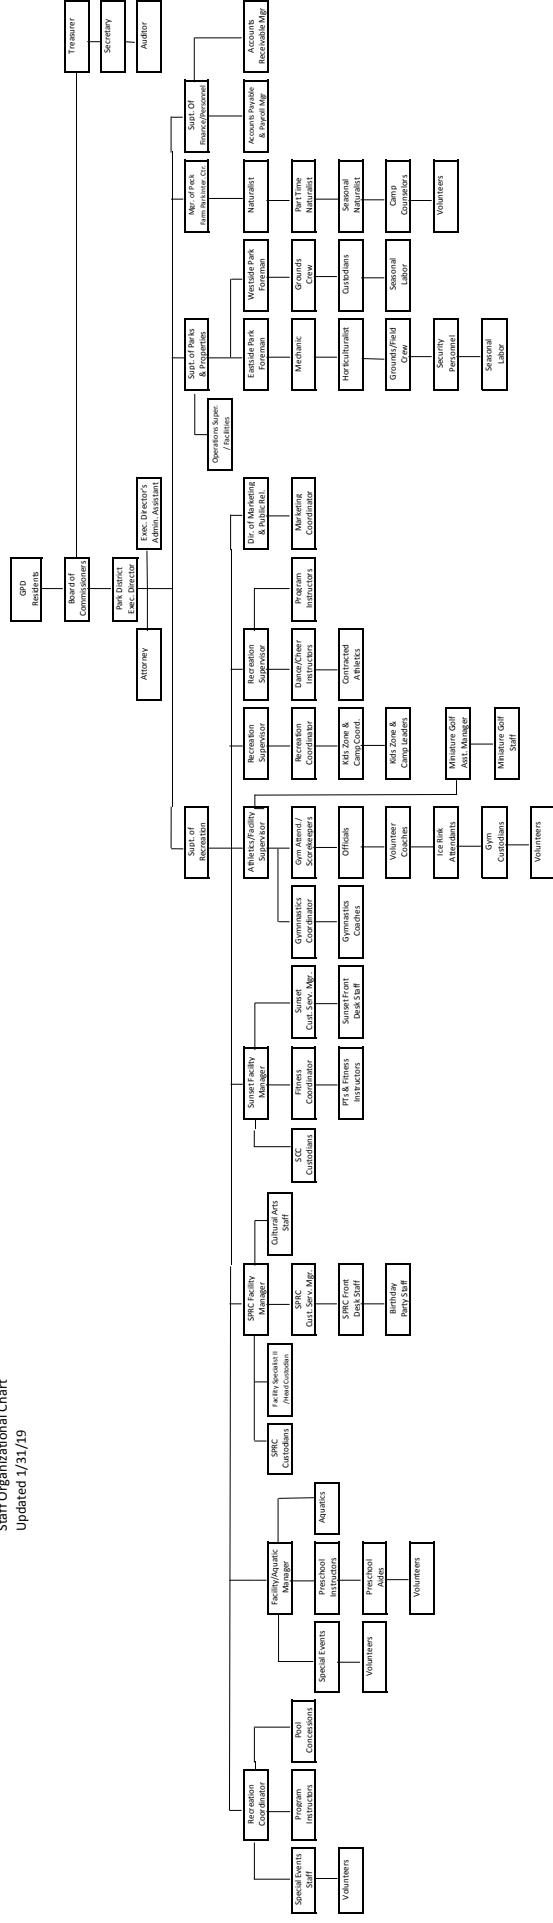 Staff Organizational Chart
Updated 1/31/19
GPD
Residents
Board of
Commissioners
Treasurer
Secretary
Auditor
Park District
Exec. Director
Attorney
Exec. Director's
Admin. Assistant
Supt. of
Recreation
Supt. of Parks
& Properties
Mgr. of Peck
Farm Park Inter. Ctr.
Supt. Of
Finance/Personnel
Operations Super.
/ Facilities
Recreation
Coordinator
Facility/Aquatic
Manager
SPRC Facility
Manager
Sunset Facility
Manager
Athletics/Facility
Supervisor
Recreation
Supervisor
Recreation
Supervisor
Dir. of Marketing
& Public Rel.
Eastside Park
Foreman
Westside Park
Foreman
Naturalist
Accounts Payable
& Payroll Mgr
Accounts
Receivable Mgr
Special Events
Staff
Program
Instructors
Pool
Concessions
Volunteers
Special Events
Preschool
Instructors
Aquatics
Volunteers
Preschool
Aides
Volunteers
SPRC
Custodians
Facility Specialist II
/Head Custodian
Cultural Arts
Staff
SPRC
Cust. Serv. Mgr.
SPRC Front
Desk Staff
Birthday
Party Staff
SCC
Custodians
Fitness
Coordinator
Sunset
Cust. Serv. Mgr.
PTs & Fitness
Instructors
Sunset Front
Desk Staff
Gymnnastics
Coordinator
Gym Attend./
Scorekeepers
Gymnastics
Coaches
Officials
Volunteer
Coaches
Ice Rink
Attendants
Gym
Custodians
Volunteers
Miniature Golf
Asst. Manager
Miniature Golf
Staff
Recreation
Coordinator
Kids Zone &
Camp Coord.
Kids Zone &
Camp Leaders
Dance/Cheer
Instructors
Program
Instructors
Contracted
Athletics
Marketing
Coordinator
Mechanic
Horticulturalist
Grounds/Field
Crew
Security
Personnel
Seasonal
Labor
Grounds
Crew
Custodians
Seasonal
Labor
Part Time
Naturalist
Seasonal
Naturalist
Camp
Counselors
Volunteers